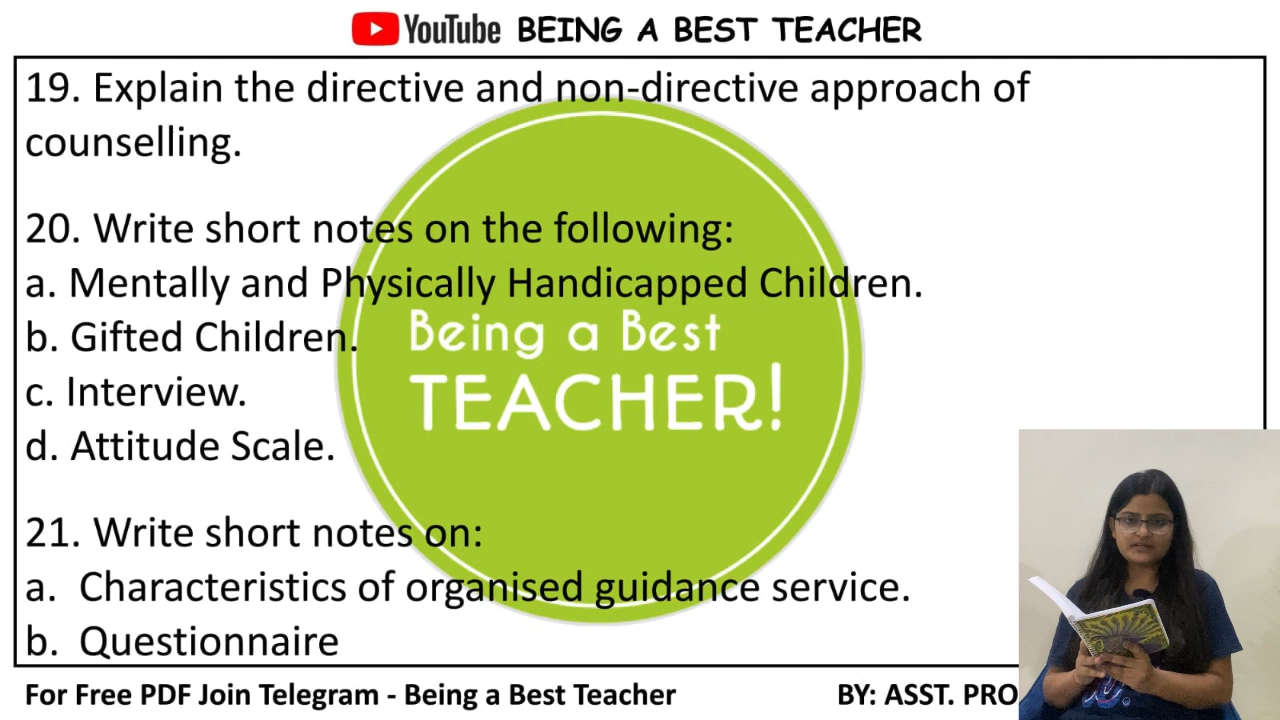 YouTube BEING A BEST TEACHER
19. Explain the directive and non-directive approach of
counselling.
20. Write short notes on the following:
a. Mentally and Physically Handicapped Children.
b. Gifted Children.
Being a Best
TEACHER!
c. Interview.
d. Attitude Scale.
21. Write short notes on:
a. Characteristics of organised guidance service.
b. Questionnaire
For Free PDF Join Telegram - Being a Best Teacher
BY: ASST. PRO